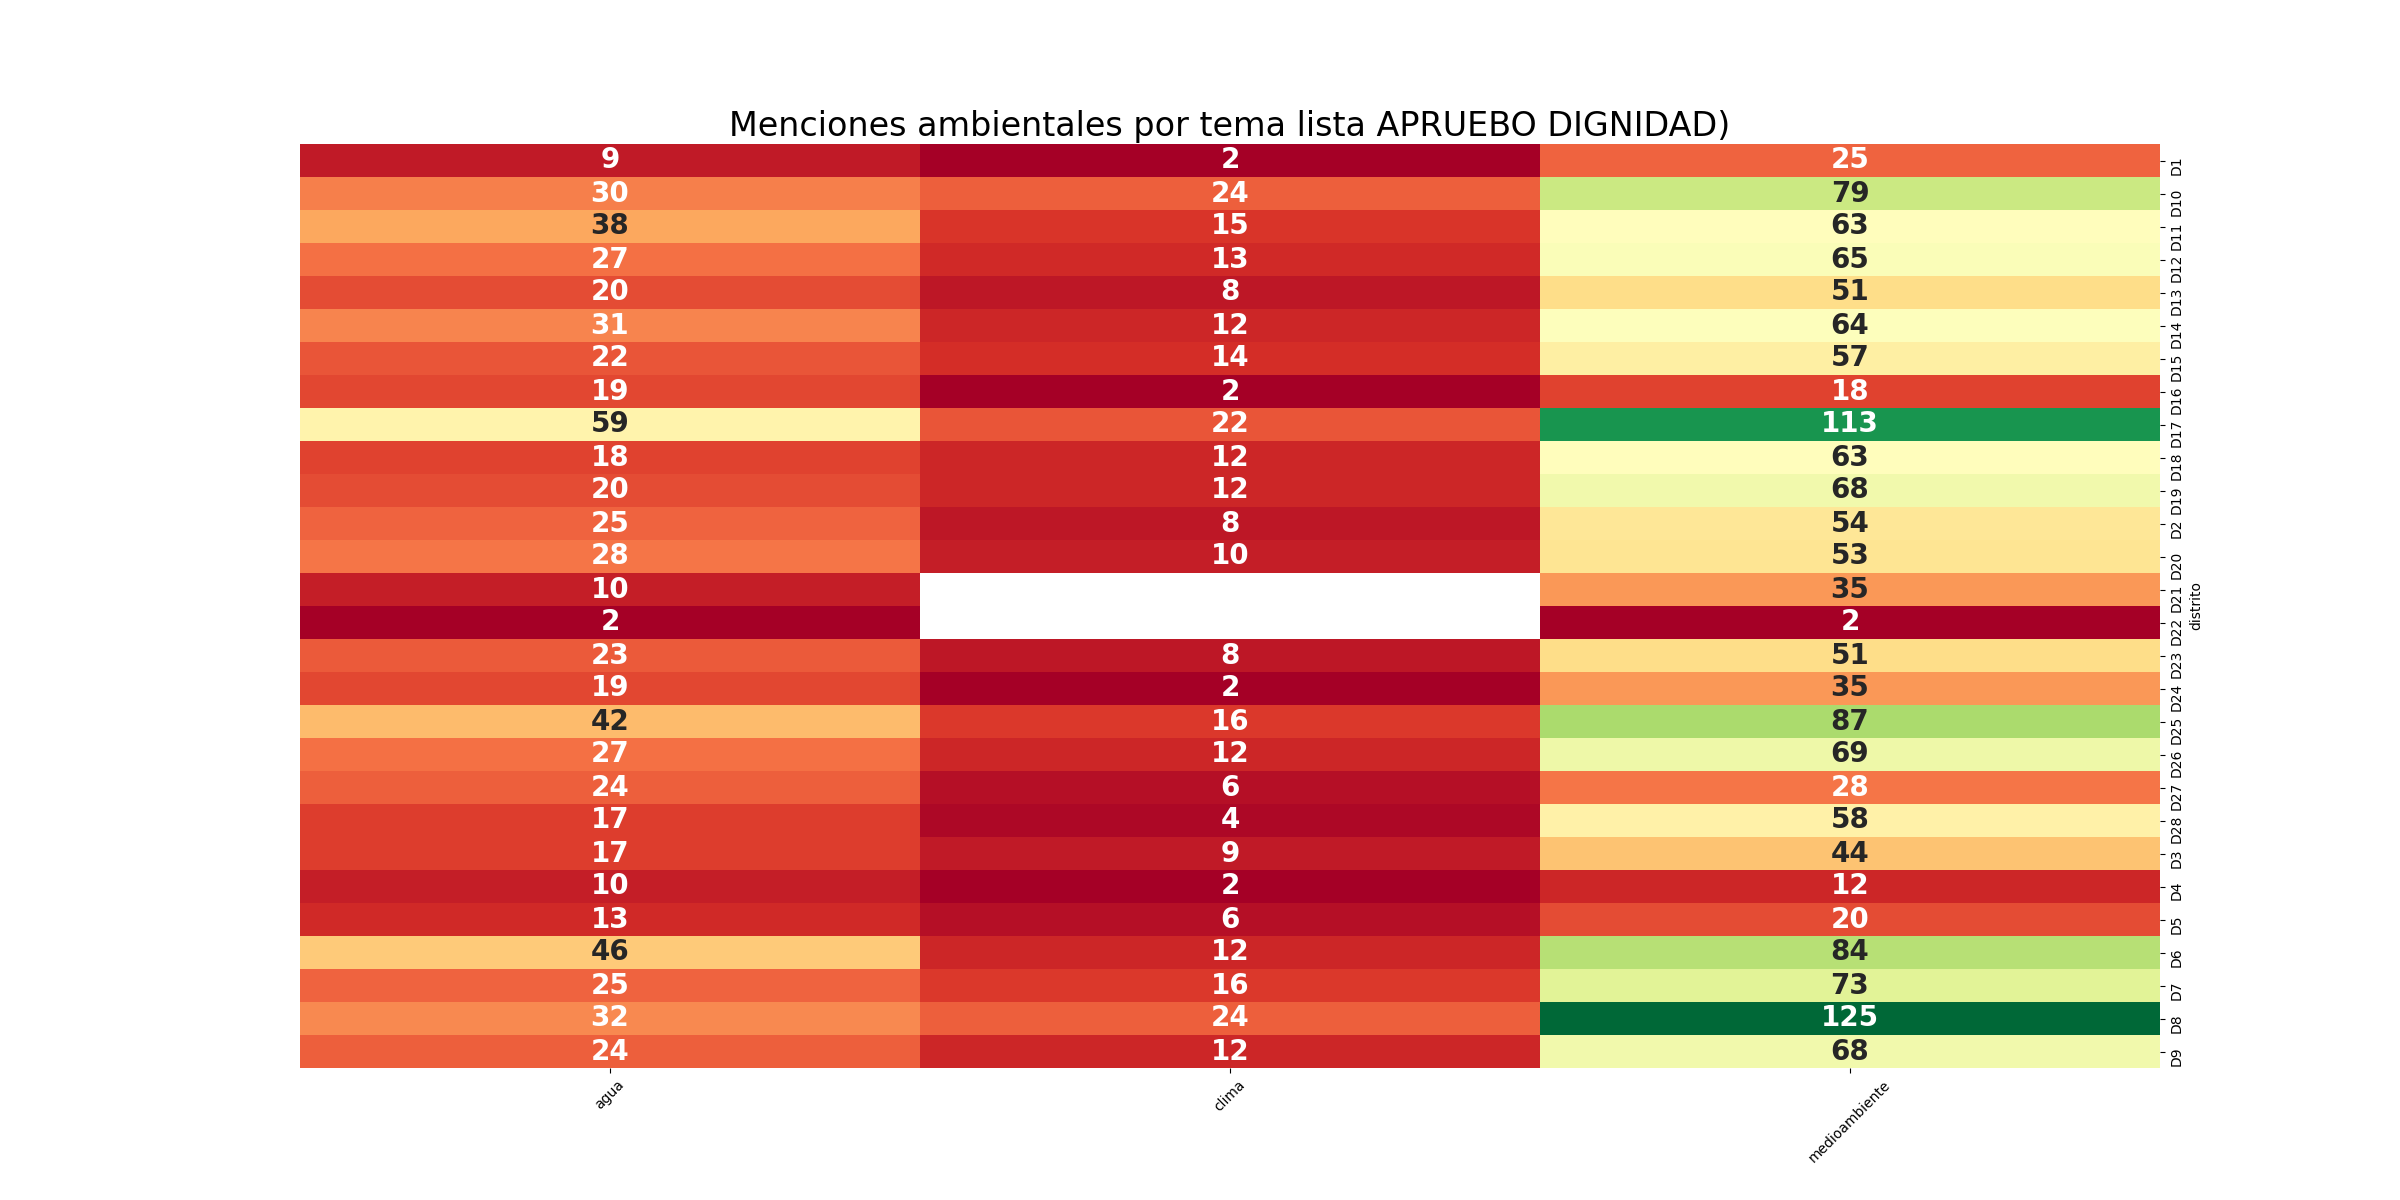 Menciones ambientales por tema lista APRUEBO DIGNIDAD)
9 2 25 D1
30 24 79 D10
38 15 63 D11
27 13 65 D12
20 8 51 D13
31 12 64 D14
22 14 57 D15
19 2 18 D16
59 22 113 D17
18 12 63 D18
20 12 68 D19
25 8 54 D2
28 10 53 D20
10 35 D21
2 2 D22
distrito
23 8 51 D23
19 2 35 D24
42 16 87 D25
27 12 69 D26
24 6 28 D27
17 4 58 D28
17 9 44 D3
10 2 12 D4
13 6 20 D5
46 12 84 D6
25 16 73 D7
32 24 125 D8
24 12 68 D9
agua clima medioambiente